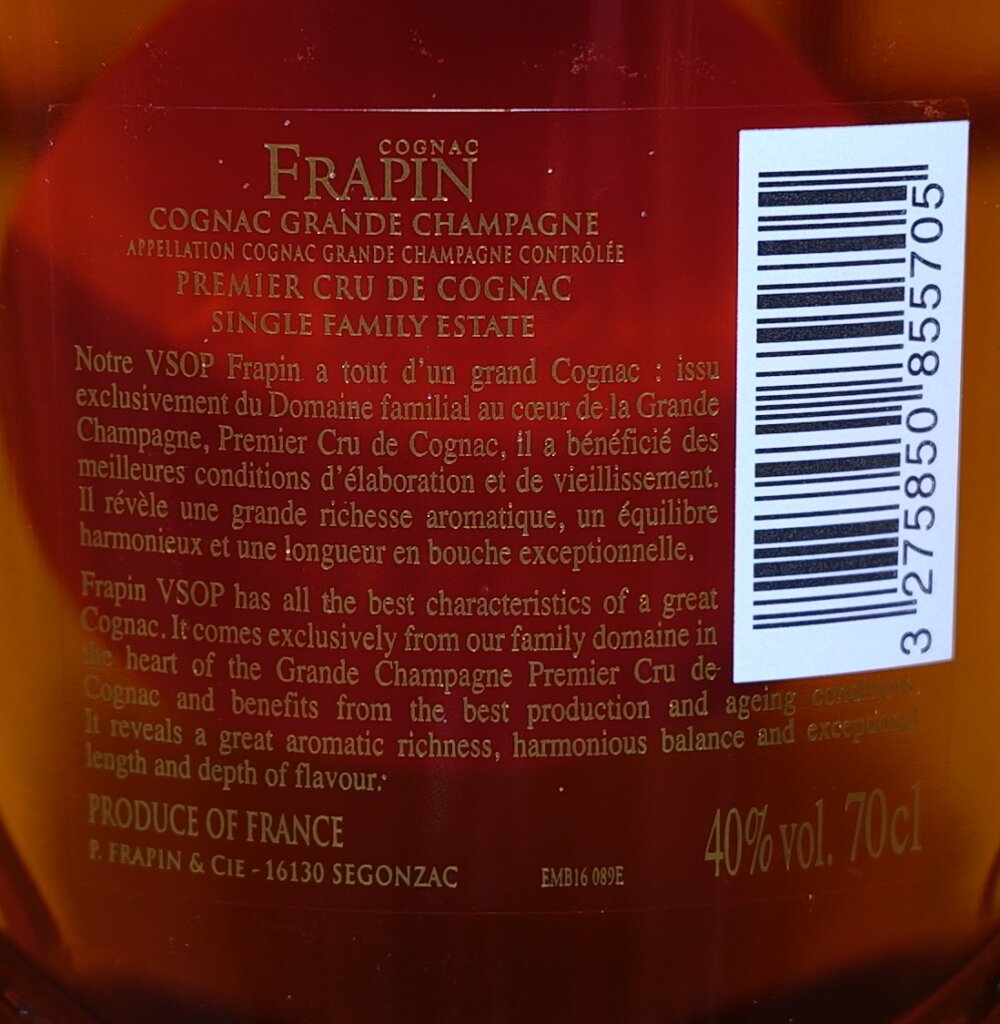 COGNAC
FRAPIN
COGNAC GRANDE CHAMPAGNE
APPELLATION COGNAC GRANDE CHAMPAGNE CONTRÔLÉE
PREMIER CRU DE COGNAC
SINGLE FAMILY ESTATE
Notre VSOP Frapin a tout d'un grand Cognac : issu
exclusivement du Domaine familial au cœur de la Grande
Champagne, Premier Cru de Cognac, il a bénéficié des
meilleures conditions d'élaboration et de vieillissement.
Il révèle une grande richesse aromatique, un équilibre
harmonieux et une longueur en bouche exceptionnelle.
Frapin VSOP has all the best characteristics of a great
Cognac. It comes exclusively from our family domaine in
the heart of the Grande Champagne Premier Cru de
Cognac and benefits from the best production and ageing conditions.
It reveals a great aromatic richness, harmonious balance and exceptional
length and depth of flavour.
PRODUCE OF FRANCE
P. FRAPIN & CIE - 16130 SEGONZAC
EMB16 089E
40% vol. 70cl
3 275850 855705